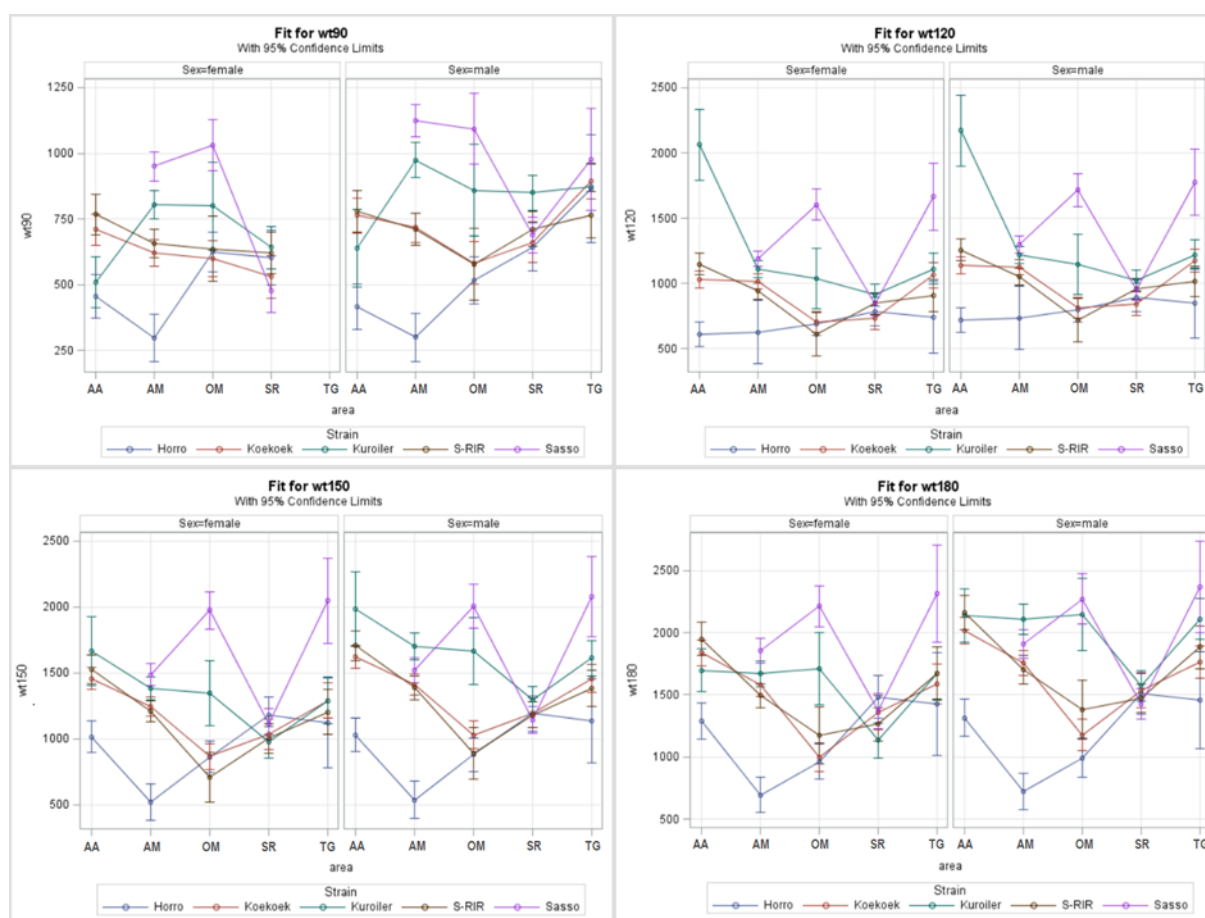 Fit for wt90
With 95% Confidence Limits
Sex=female Sex=male
1250
1000
750
500
250
wt90
AA AM OM SR TG AA AM OM SR TG
area
Strain
Horro Koekoek Kuroiler S-RIR Sasso
Fit for wt120
With 95% Confidence Limits
Sex=female Sex=male
2500
2000
1500
1000
500
wt120
AA AM OM SR TG AA AM OM SR TG
area
Strain
Horro Koekoek Kuroiler S-RIR Sasso
Fit for wt150
With 95% Confidence Limits
Sex=female Sex=male
2500
2000
1500
1000
500
wt150
AA AM OM SR TG AA AM OM SR TG
area
Strain
Horro Koekoek Kuroiler S-RIR Sasso
Fit for wt180
With 95% Confidence Limits
Sex=female Sex=male
2500
2000
1500
1000
500
wt180
AA AM OM SR TG AA AM OM SR TG
area
Strain
Horro Koekoek Kuroiler S-RIR Sasso